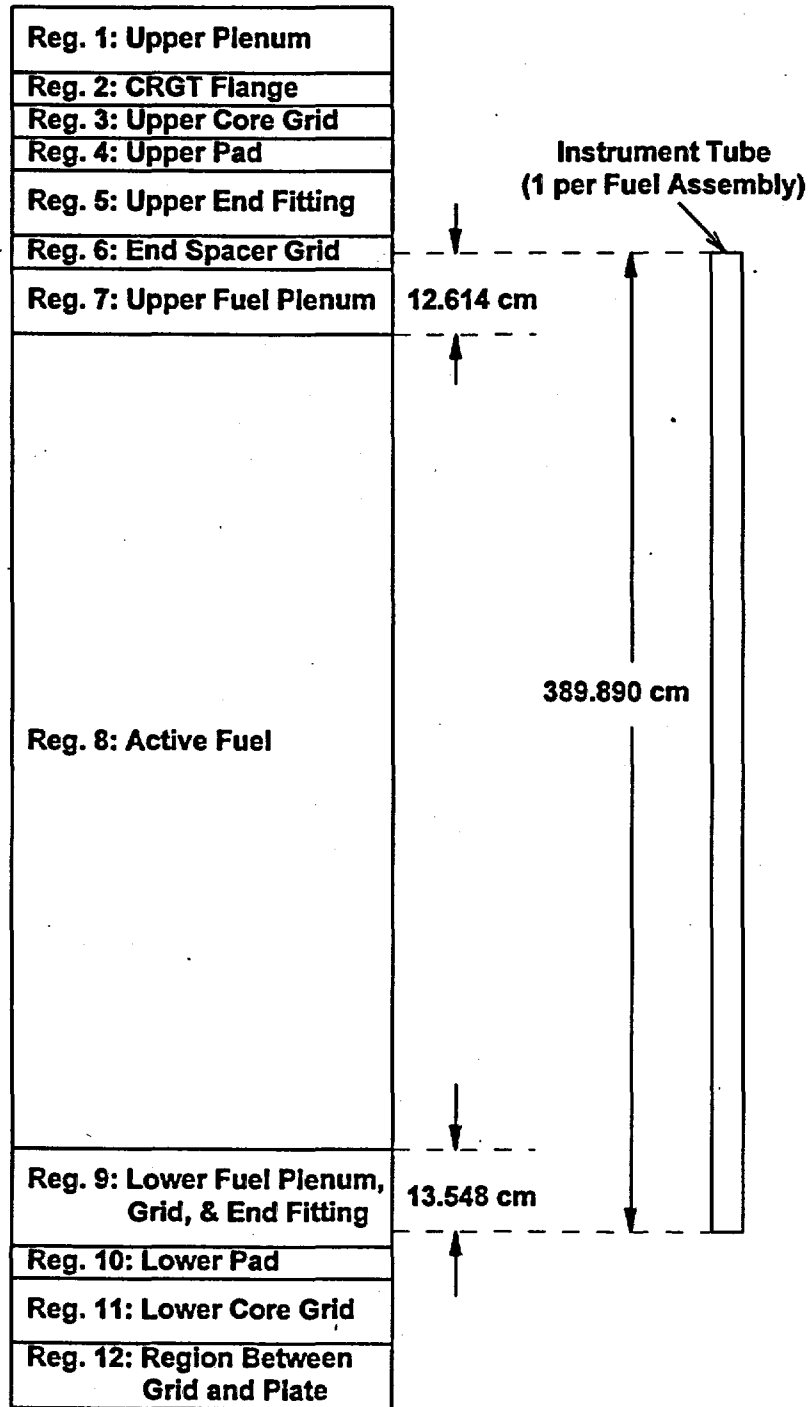 Reg. 1: Upper Plenum
Reg. 2: CRGT Flange
Reg. 3: Upper Core Grid
Reg. 4: Upper Pad
Reg. 5: Upper End Fitting
Reg. 6: End Spacer Grid
Reg. 7: Upper Fuel Plenum
12.614 cm
Instrument Tube
(1 per Fuel Assembly)
389.890 cm
Reg. 8: Active Fuel
Reg. 9: Lower Fuel Plenum,
Grid, & End Fitting
13.548 cm
Reg. 10: Lower Pad
Reg. 11: Lower Core Grid
Reg. 12: Region Between
Grid and Plate